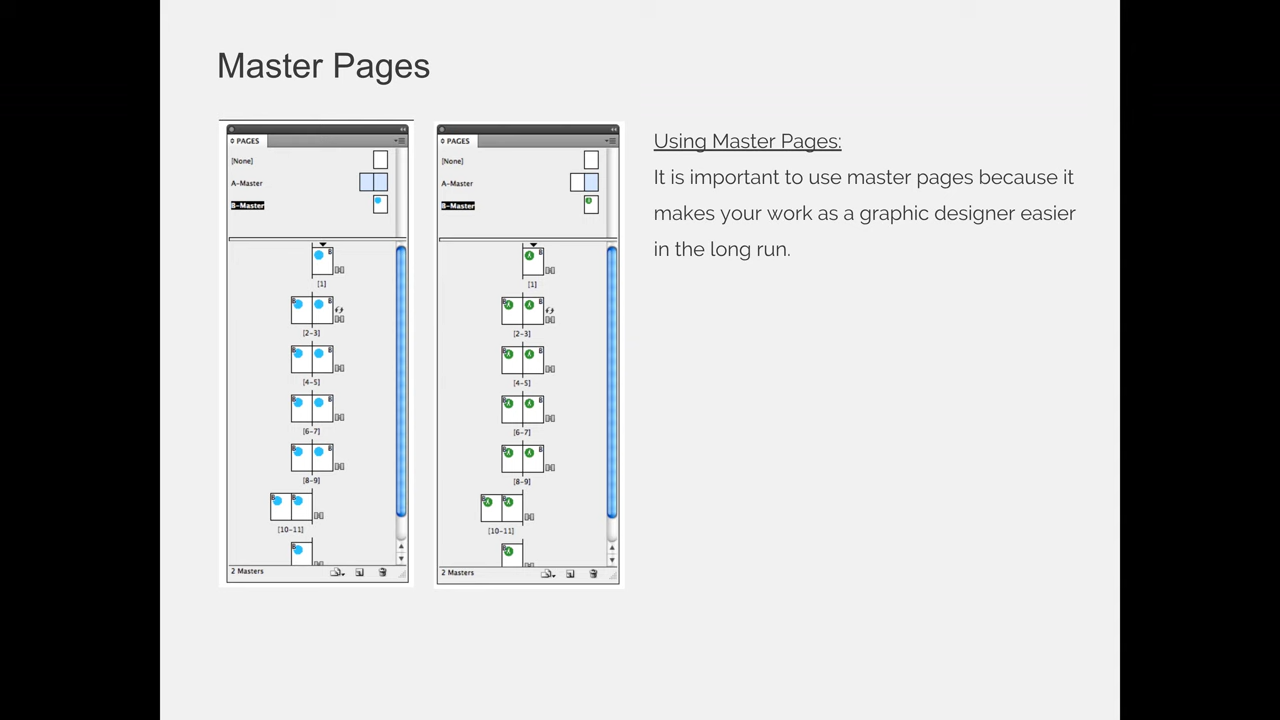 Master Pages
PAGES
[None]
A-Master
B-Master
B
[1]
B B
[2-3]
B B
[4-5]
B B
[6-7]
B B
[8-9]
B B
[10-11]
B
2 Masters
PAGES
[None]
A-Master
B-Master
B
[1]
B B
[2-3]
B B
[4-5]
B B
[6-7]
B B
[8-9]
B B
[10-11]
B
2 Masters
Using Master Pages:
It is important to use master pages because it
makes your work as a graphic designer easier
in the long run.